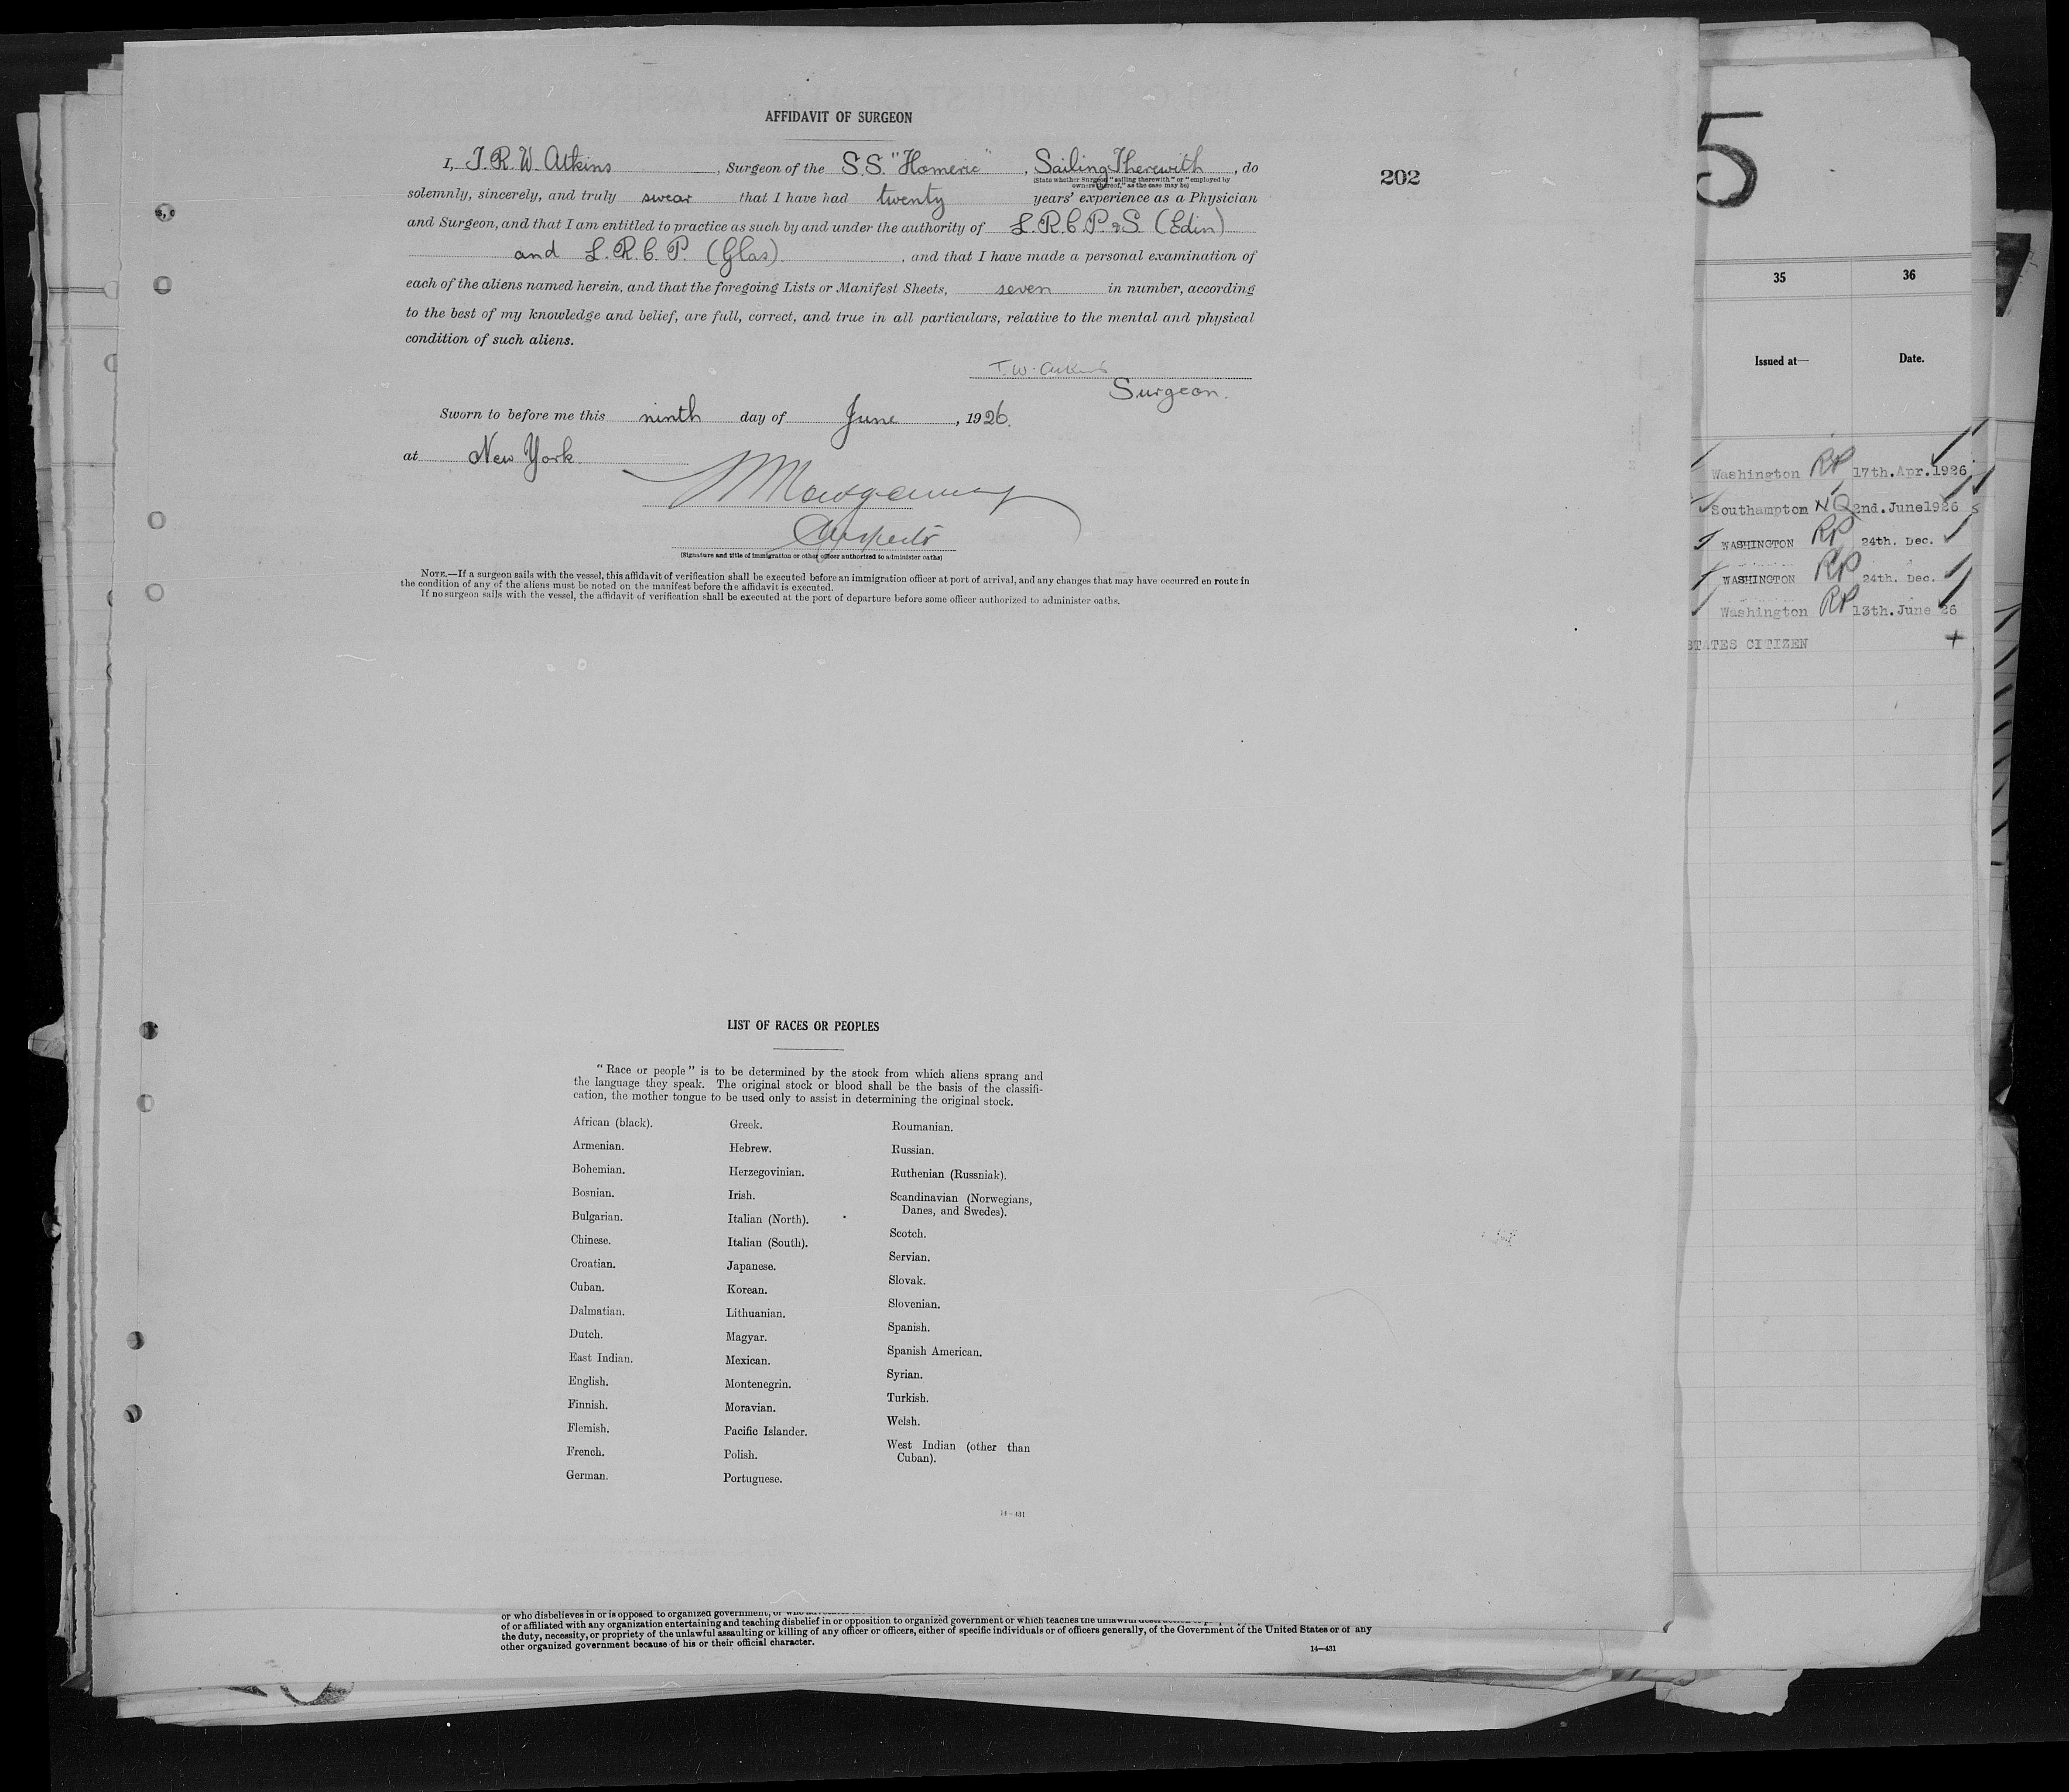 AFFIDAVIT OF SURGEON
I, T. R. W. Atkins, Surgeon of the S.S. "Homeric", Sailing Therewith, do
(State whether Surgeon "sailing therewith" or "employed by
owners thereof," as the case may be)
202
solemnly, sincerely, and truly swear that I have had twenty years' experience as a Physician
and Surgeon, and that I am entitled to practice as such by and under the authority of L.R.C.P. & S. (Edin)
and L.R.C.P. (Glas), and that I have made a personal examination of
each of the aliens named herein, and that the foregoing Lists or Manifest Sheets, seven in number, according
to the best of my knowledge and belief, are full, correct, and true in all particulars, relative to the mental and physical
condition of such aliens.
T. W. Atkins
Surgeon.
Sworn to before me this ninth day of June, 1926.
at New York
Inspector
(Signature and title of immigration or other officer authorized to administer oaths)
NOTE.—If a surgeon sails with the vessel, this affidavit of verification shall be executed before an immigration officer at port of arrival, and any changes that may have occurred en route in
the condition of any of the aliens must be noted on the manifest before the affidavit is executed.
If no surgeon sails with the vessel, the affidavit of verification shall be executed at the port of departure before some officer authorized to administer oaths.
LIST OF RACES OR PEOPLES
"Race or people" is to be determined by the stock from which aliens sprang and
the language they speak. The original stock or blood shall be the basis of the classifi-
cation, the mother tongue to be used only to assist in determining the original stock.
African (black).
Armenian.
Bohemian.
Bosnian.
Bulgarian.
Chinese.
Croatian.
Cuban.
Dalmatian.
Dutch.
East Indian.
English.
Finnish.
Flemish.
French.
German.
Greek.
Hebrew.
Herzegovinian.
Irish.
Italian (North).
Italian (South).
Japanese.
Korean.
Lithuanian.
Magyar.
Mexican.
Montenegrin.
Moravian.
Pacific Islander.
Polish.
Portuguese.
Roumanian.
Russian.
Ruthenian (Russniak).
Scandinavian (Norwegians,
Danes, and Swedes).
Scotch.
Servian.
Slovak.
Slovenian.
Spanish.
Spanish American.
Syrian.
Turkish.
Welsh.
West Indian (other than
Cuban).
14—431
or who disbelieves in or is opposed to organized government, or who
of or affiliated with any organization entertaining and teaching disbelief in or opposition to organized government or which teaches the
the duty, necessity, or propriety of the unlawful assaulting or killing of any officer or officers, either of specific individuals or of officers generally, of the Government of the United States or of any
other organized government because of his or their official character.
14—431
5
35 36
Issued at— Date.
Washington RP 17th. Apr. 1926
Southampton NQ 2nd. June 1926
WASHINGTON RP 24th. Dec.
WASHINGTON RP 24th. Dec.
Washington RP 13th. June 26
STATES CITIZEN
7